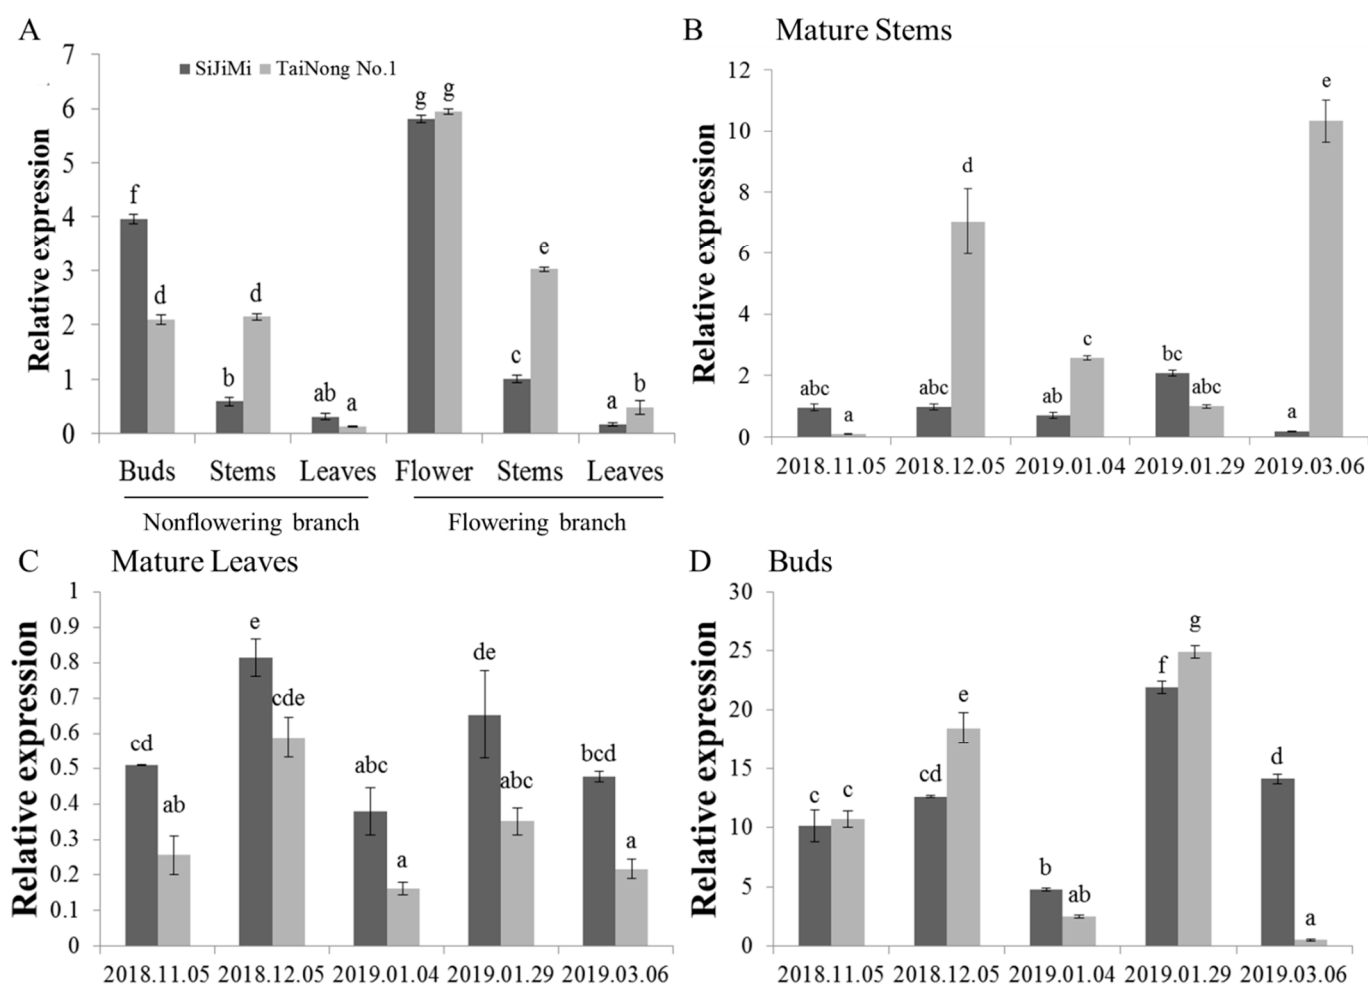 A
7
6
5
4
3
2
1
0
Relative expression
SiJiMi TaiNong No.1
f
d
b
d
ab
a
g
g
c
e
a
b
Buds Stems Leaves Flower Stems Leaves
Nonflowering branch Flowering branch
B Mature Stems
12
10
8
6
4
2
0
Relative expression
abc
a
abc
d
ab
c
bc
abc
a
e
2018.11.05 2018.12.05 2019.01.04 2019.01.29 2019.03.06
C Mature Leaves
1
0.9
0.8
0.7
0.6
0.5
0.4
0.3
0.2
0.1
0
Relative expression
cd
ab
e
cde
abc
a
de
abc
bcd
a
2018.11.05 2018.12.05 2019.01.04 2019.01.29 2019.03.06
D Buds
30
25
20
15
10
5
0
Relative expression
c
c
cd
e
b
ab
f
g
d
a
2018.11.05 2018.12.05 2019.01.04 2019.01.29 2019.03.06